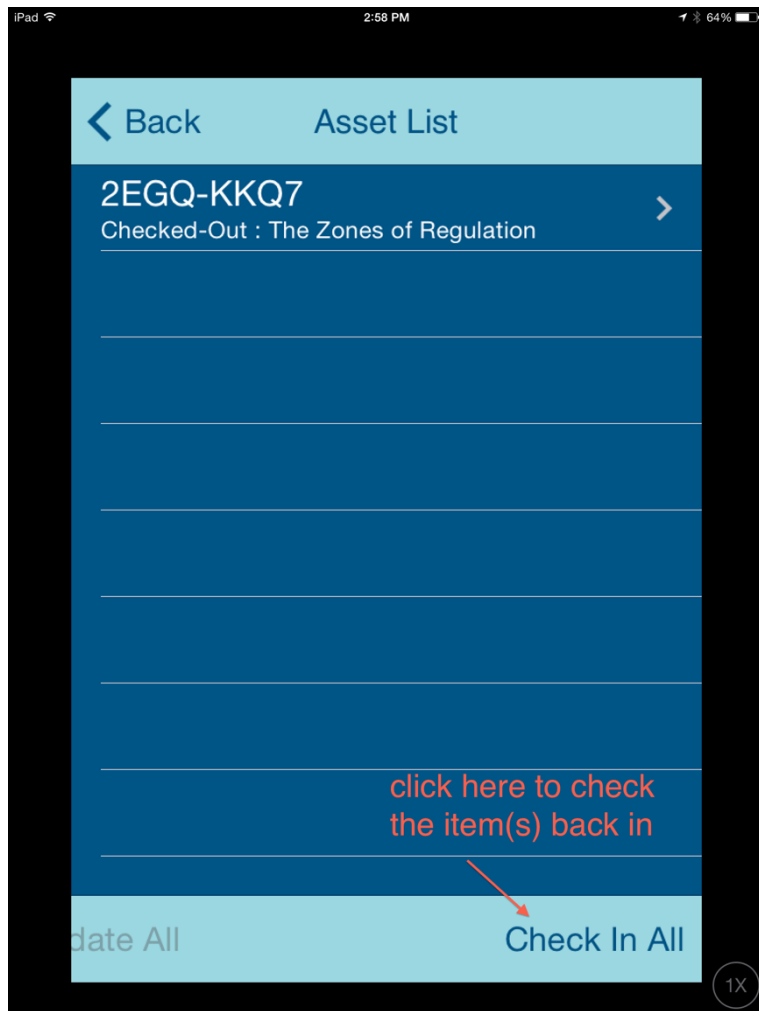 iPad 2:58 PM 64%
Back Asset List
2EGQ-KKQ7
Checked-Out : The Zones of Regulation
click here to check
the item(s) back in
date All Check In All
1X